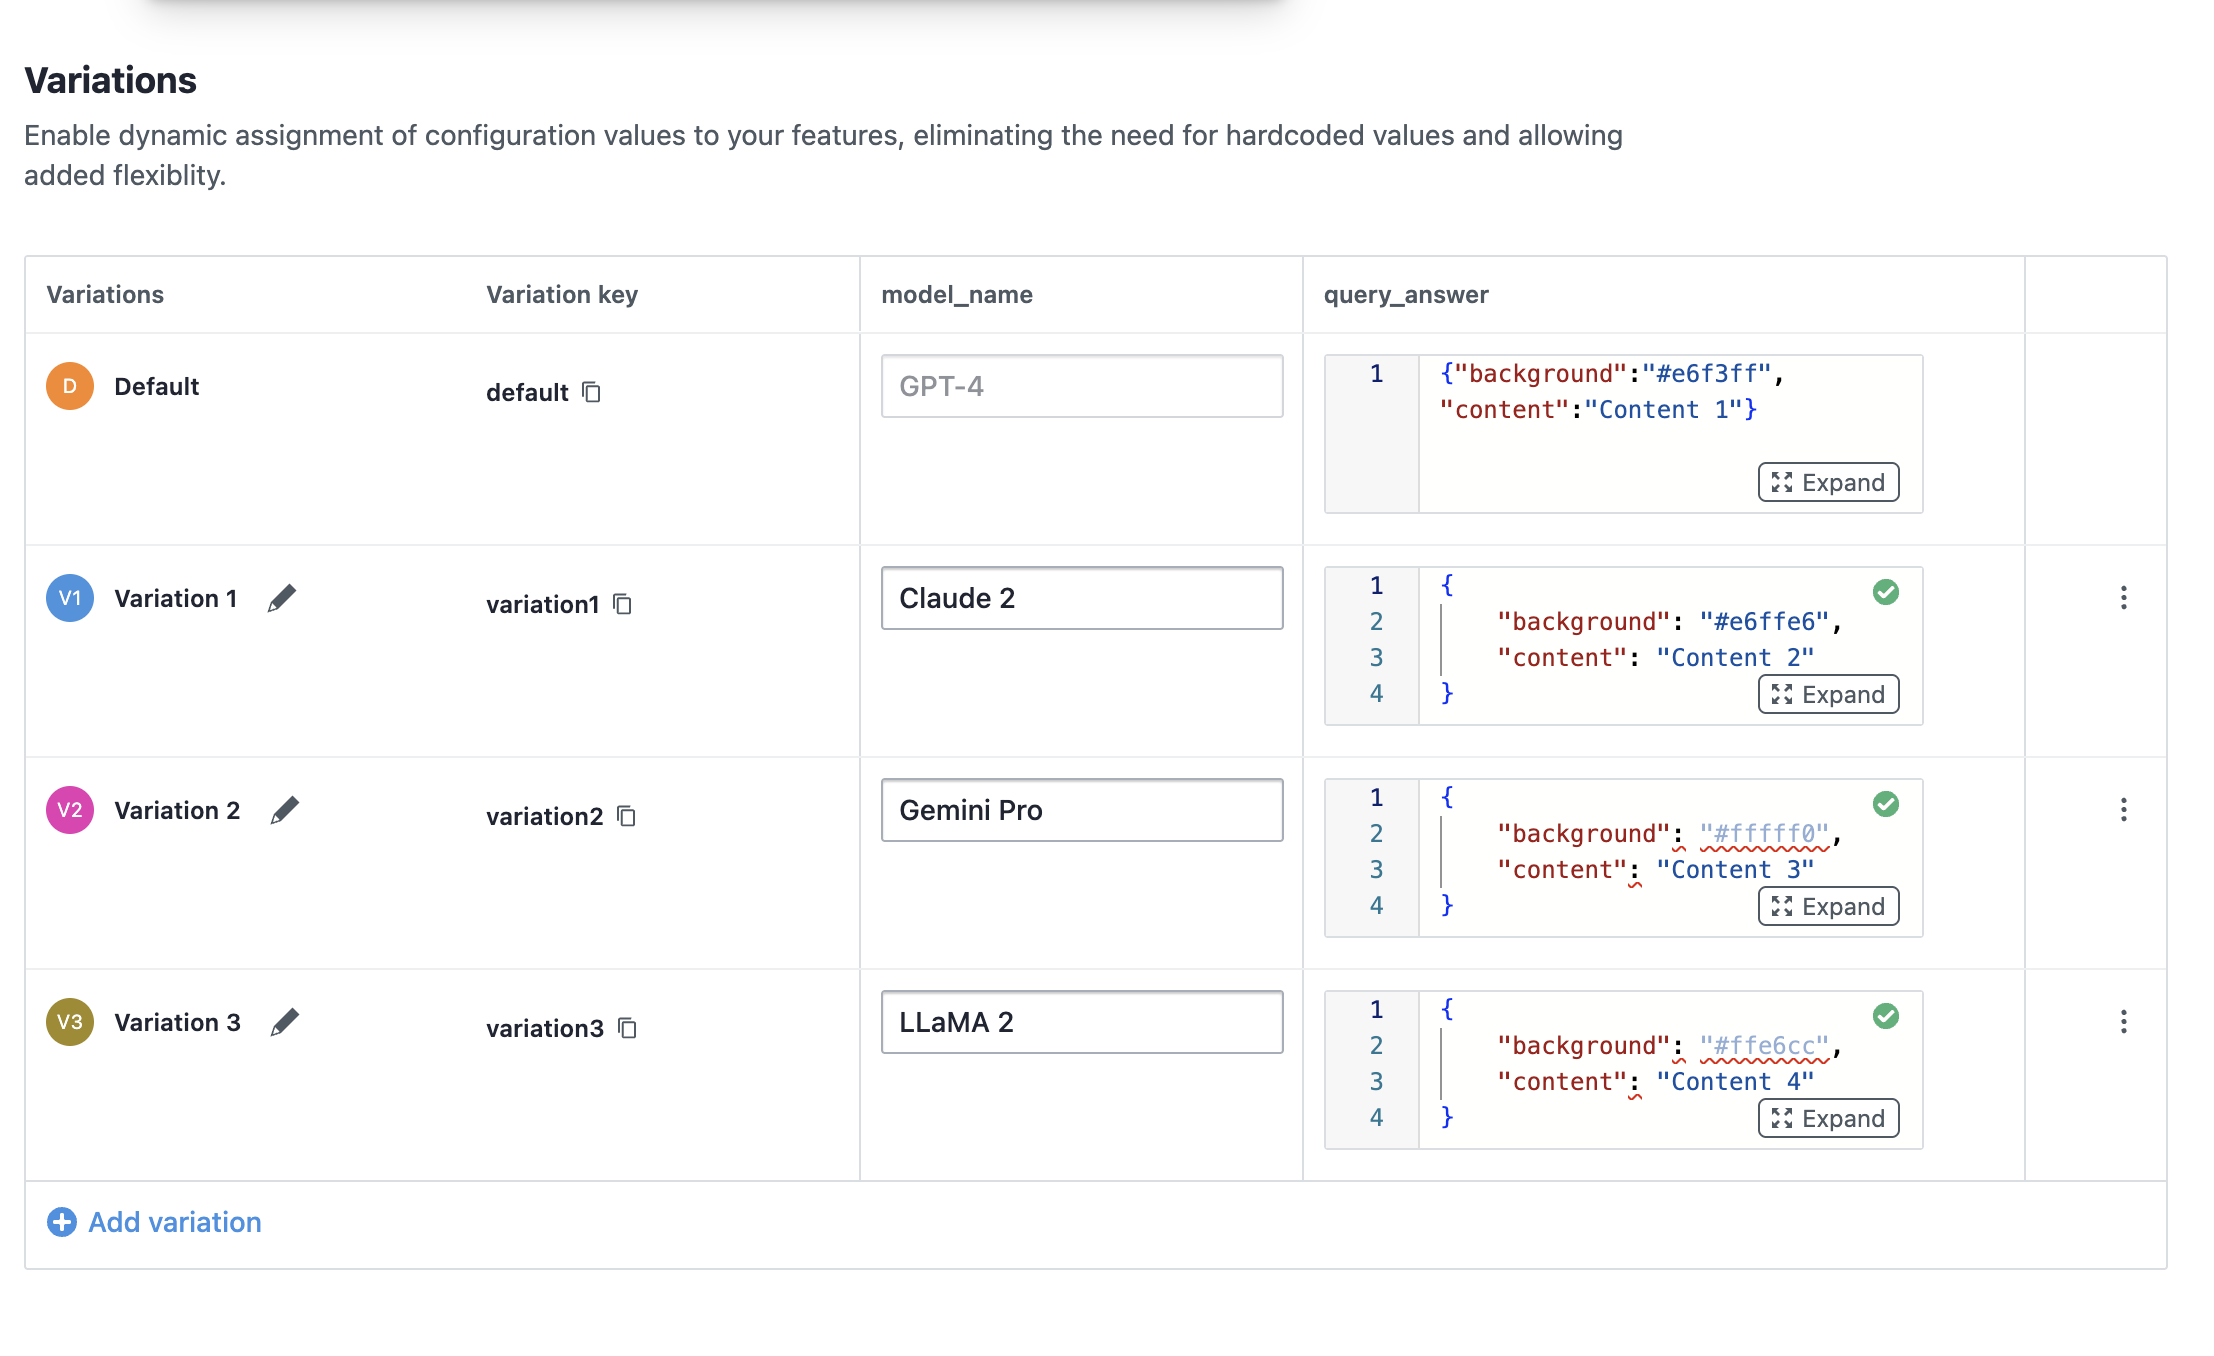 Variations
Enable dynamic assignment of configuration values to your features, eliminating the need for hardcoded values and allowing
added flexiblity.
Variations Variation key model_name query_answer
D Default default GPT-4
1 {"background":"#e6f3ff",
"content":"Content 1"}
Expand
V1 Variation 1 variation1 Claude 2
1 {
2 "background": "#e6ffe6",
3 "content": "Content 2"
4 } Expand
V2 Variation 2 variation2 Gemini Pro
1 {
2 "background": "#fffff0",
3 "content": "Content 3"
4 } Expand
V3 Variation 3 variation3 LLaMA 2
1 {
2 "background": "#ffe6cc",
3 "content": "Content 4"
4 } Expand
Add variation